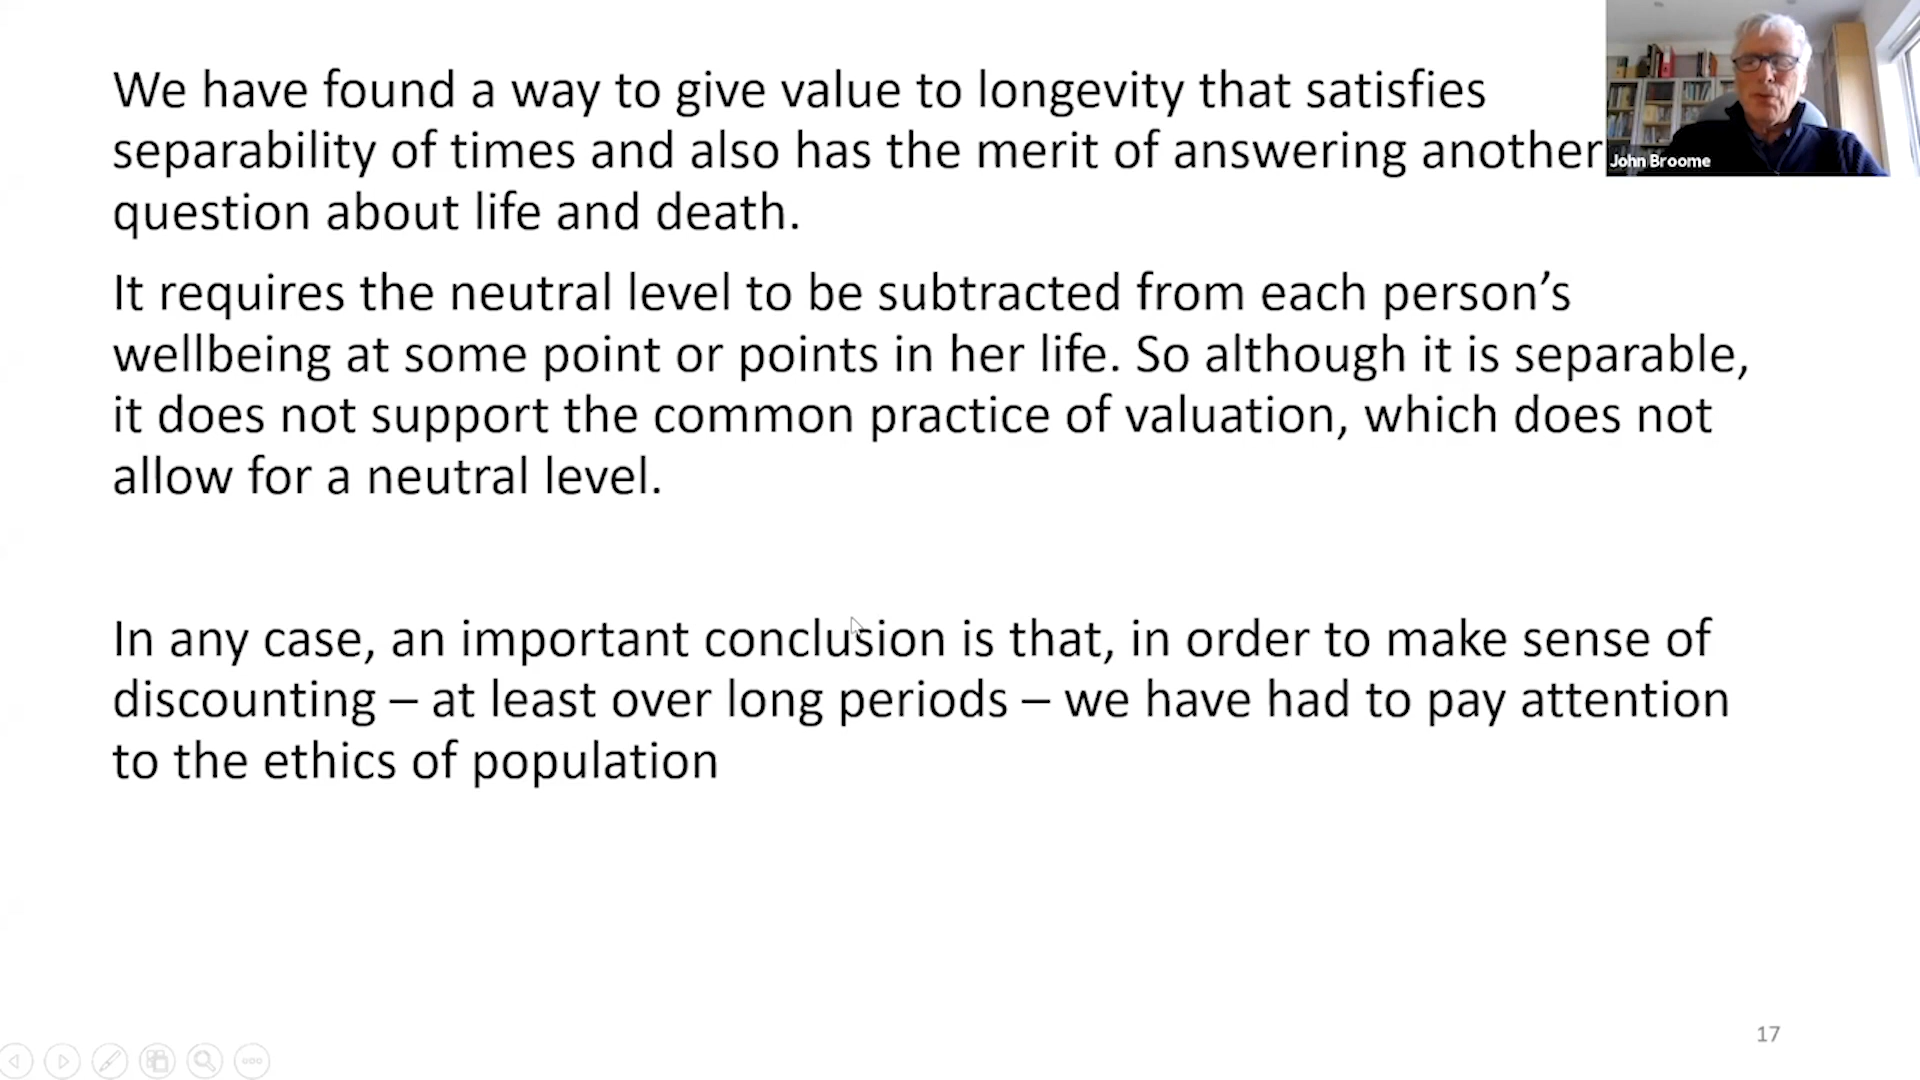 We have found a way to give value to longevity that satisfies
separability of times and also has the merit of answering another
question about life and death.
It requires the neutral level to be subtracted from each person’s
wellbeing at some point or points in her life. So although it is separable,
it does not support the common practice of valuation, which does not
allow for a neutral level.
In any case, an important conclusion is that, in order to make sense of
discounting – at least over long periods – we have had to pay attention
to the ethics of population
John Broome
17